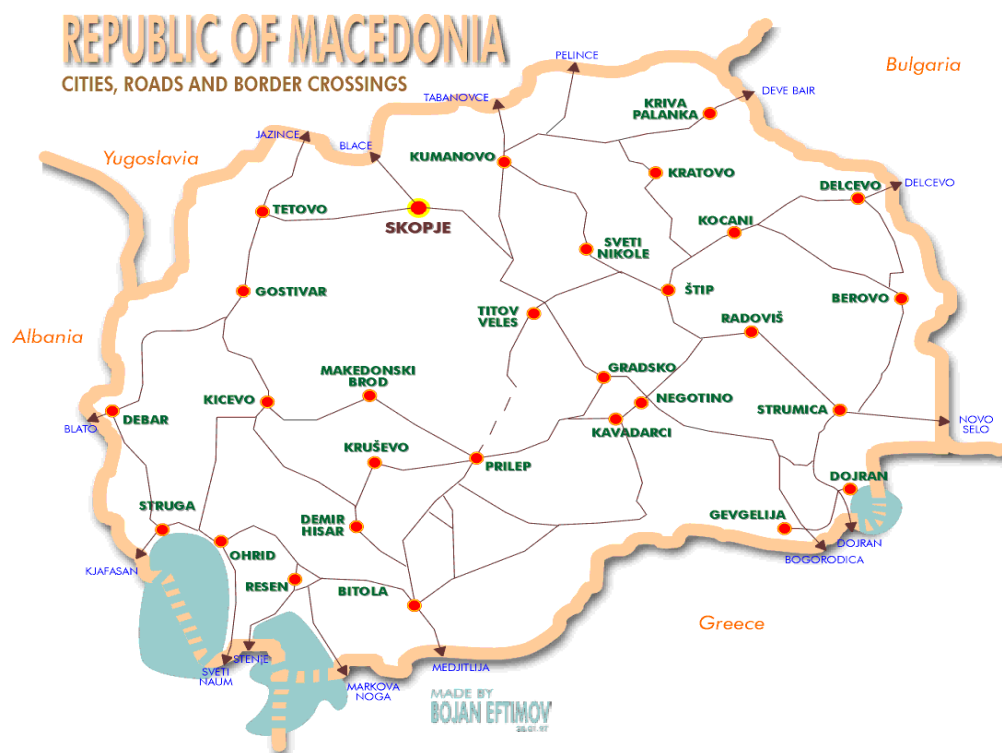 REPUBLIC OF MACEDONIA
CITIES, ROADS AND BORDER CROSSINGS
PELINCE
Bulgaria
DEVE BAIR
TABANOVCE
KRIVA
PALANKA
JAZINCE
BLACE
Yugoslavia
KUMANOVO
KRATOVO
DELCEVO
DELCEVO
TETOVO
SKOPJE
KOCANI
SVETI
NIKOLE
GOSTIVAR
ŠTIP
BEROVO
TITOV
VELES
RADOVIŠ
Albania
MAKEDONSKI
BROD
GRADSKO
KICEVO
NEGOTINO
STRUMICA
DEBAR
BLATO
NOVO
SELO
KAVADARCI
KRUŠEVO
PRILEP
DOJRAN
STRUGA
DEMIR
HISAR
GEVGELIJA
DOJRAN
OHRID
BOGORODICA
KJAFASAN
RESEN
BITOLA
Greece
STENJE
SVETI
NAUM
MEDJITLIJA
MARKOVA
NOGA
MADE BY
BOJAN EFTIMOV